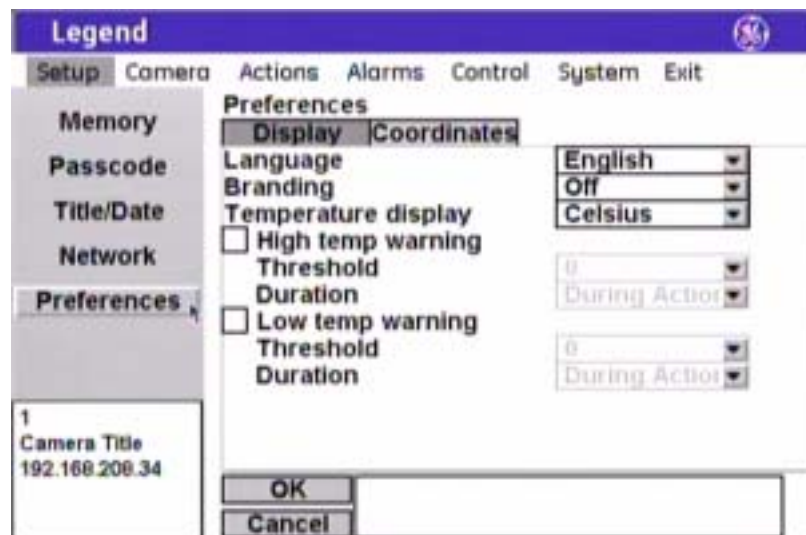 Legend
Setup Camera Actions Alarms Control System Exit
Memory
Passcode
Title/Date
Network
Preferences
Preferences
Display Coordinates
Language English
Branding Off
Temperature display Celsius
High temp warning
Threshold 0
Duration During Action
Low temp warning
Threshold 0
Duration During Action
1
Camera Title
192.168.208.34
OK
Cancel